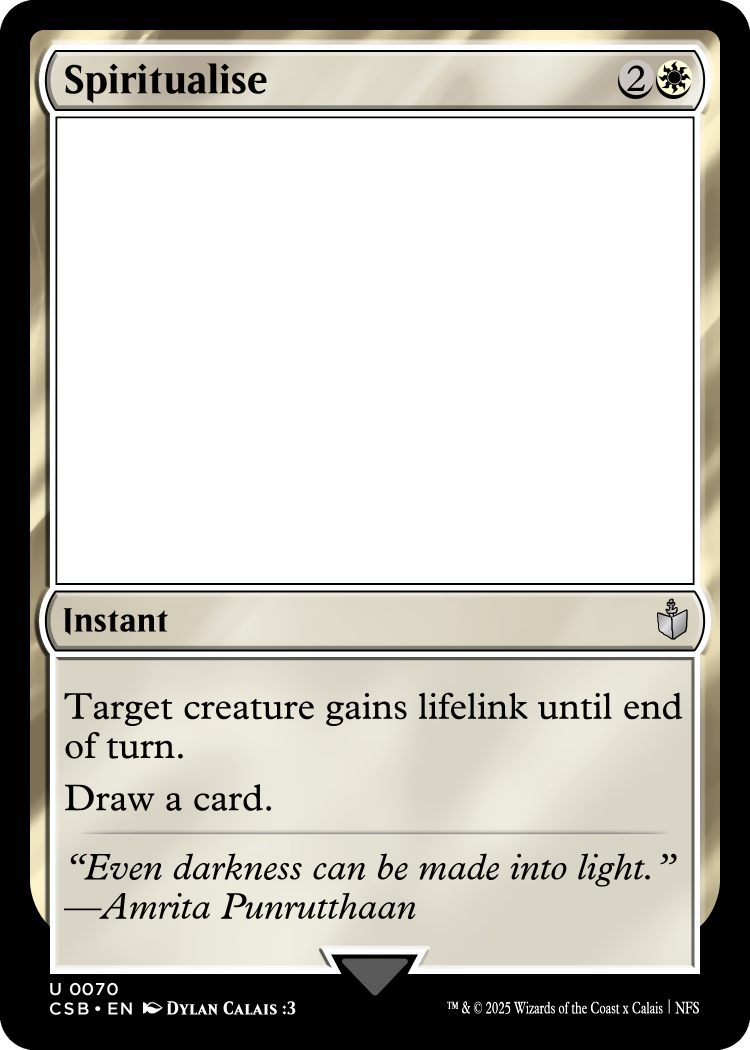 Spiritualise 2
Instant
Target creature gains lifelink until end
of turn.
Draw a card.
“Even darkness can be made into light.”
—Amrita Punrutthaan
U 0070
CSB • EN DYLAN CALAIS :3
™ & © 2025 Wizards of the Coast x Calais | NFS